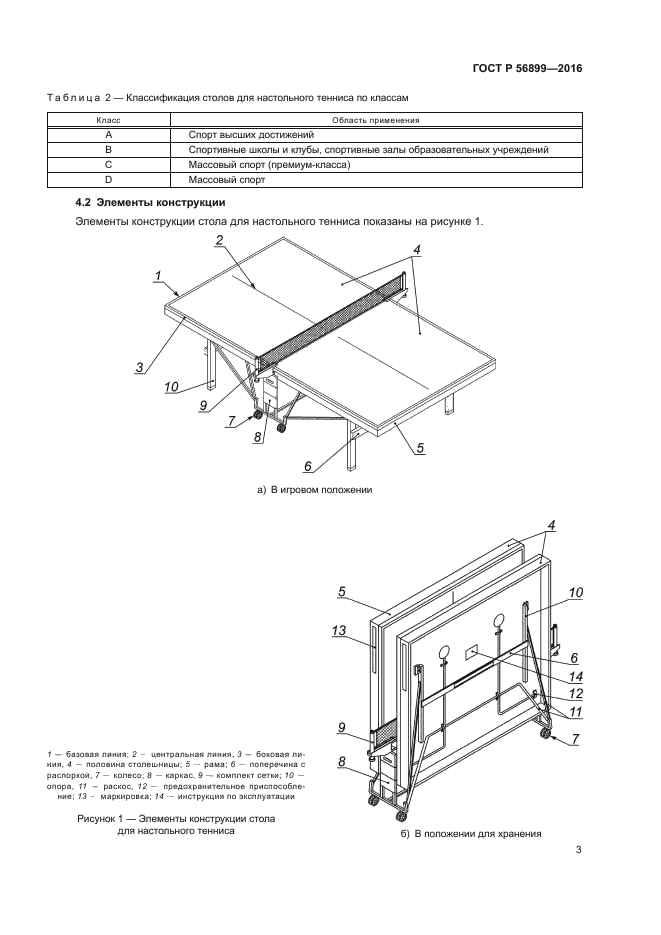 ГОСТ Р 56899—2016
Таблица 2 — Классификация столов для настольного тенниса по классам
Класс Область применения
A Спорт высших достижений
B Спортивные школы и клубы, спортивные залы образовательных учреждений
C Массовый спорт (премиум-класса)
D Массовый спорт
4.2 Элементы конструкции
Элементы конструкции стола для настольного тенниса показаны на рисунке 1.
2
4
1
3
10
9
7
8
6
5
а) В игровом положении
4
5
10
13
6
14
12
11
9
7
8
1 — базовая линия; 2 – центральная линия, 3 — боковая ли-
ния, 4 — половина столешницы; 5 — рама; 6 — поперечина с
распоркой, 7 — колесо; 8 — каркас, 9 — комплект сетки; 10 —
опора, 11 — раскос, 12 — предохранительное приспособле-
ние; 13 – маркировка; 14 — инструкция по эксплуатации
Рисунок 1 — Элементы конструкции стола
для настольного тенниса
б) В положении для хранения
3